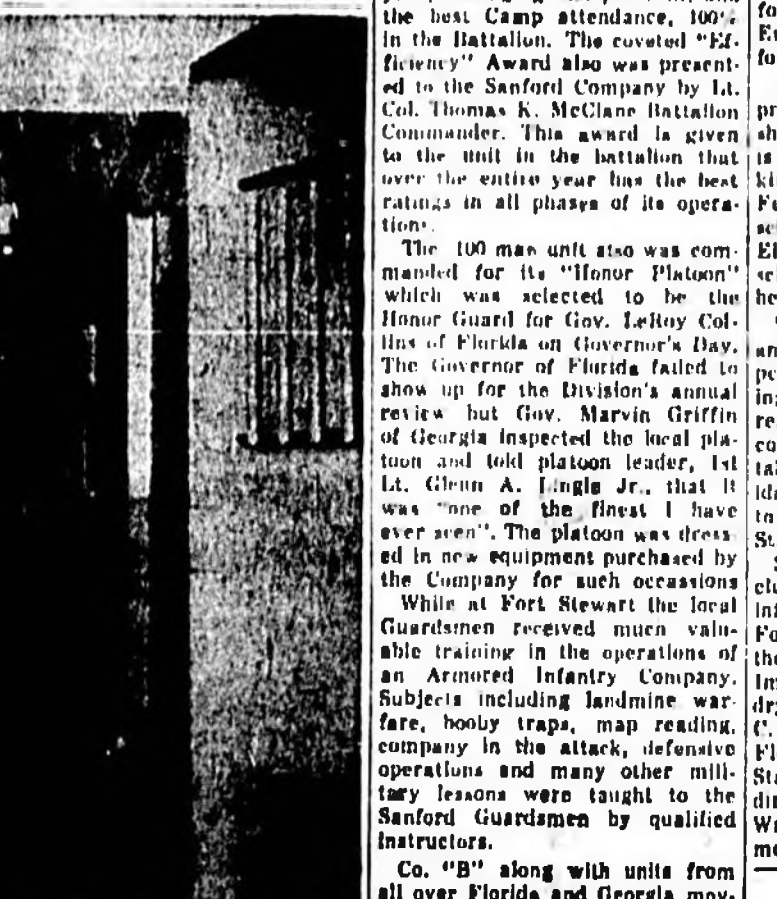 the best Camp attendance, 100%
in the Battalion. The coveted "Ef-
ficiency" Award also was present-
ed to the Sanford Company by Lt.
Col. Thomas K. McClane Battalion
Commander. This award is given
to the unit in the battalion that
over the entire year has the best
ratings in all phases of its opera-
tions.
The 100 man unit also was com-
manded for its "Honor Platoon"
which was selected to be the
Honor Guard for Gov. LeRoy Col-
lins of Florida on Governor's Day.
The Governor of Florida failed to
show up for the Division's annual
review but Gov. Marvin Griffin
of Georgia inspected the local pla-
toon and told platoon leader, 1st
Lt. Glenn A. Lingle Jr., that it
was "one of the finest I have
ever seen". The platoon was dress-
ed in new equipment purchased by
the Company for such occassions
While at Fort Stewart the local
Guardsmen received much valu-
able training in the operations of
an Armored Infantry Company.
Subjects including landmine war-
fare, booby traps, map reading,
company in the attack, defensive
operations and many other mili-
tary lessons were taught to the
Sanford Guardsmen by qualified
instructors.
Co. "B" along with units from
all over Florida and Georgia mov-